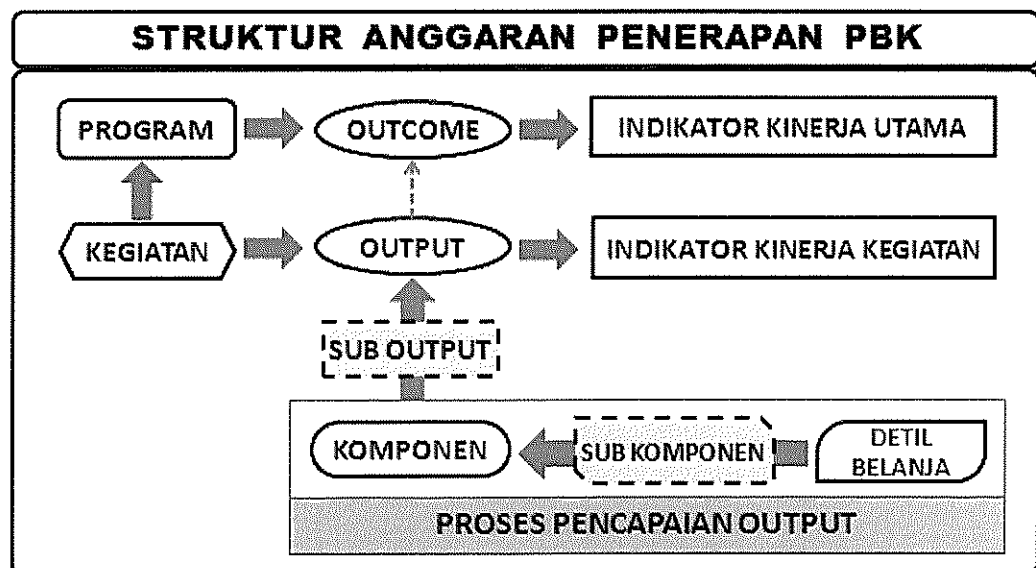 STRUKTUR ANGGARAN PENERAPAN PBK
PROGRAM
OUTCOME
INDIKATOR KINERJA UTAMA
KEGIATAN
OUTPUT
INDIKATOR KINERJA KEGIATAN
SUB OUTPUT
KOMPONEN
SUB KOMPONEN
DETIL
BELANJA
PROSES PENCAPAIAN OUTPUT